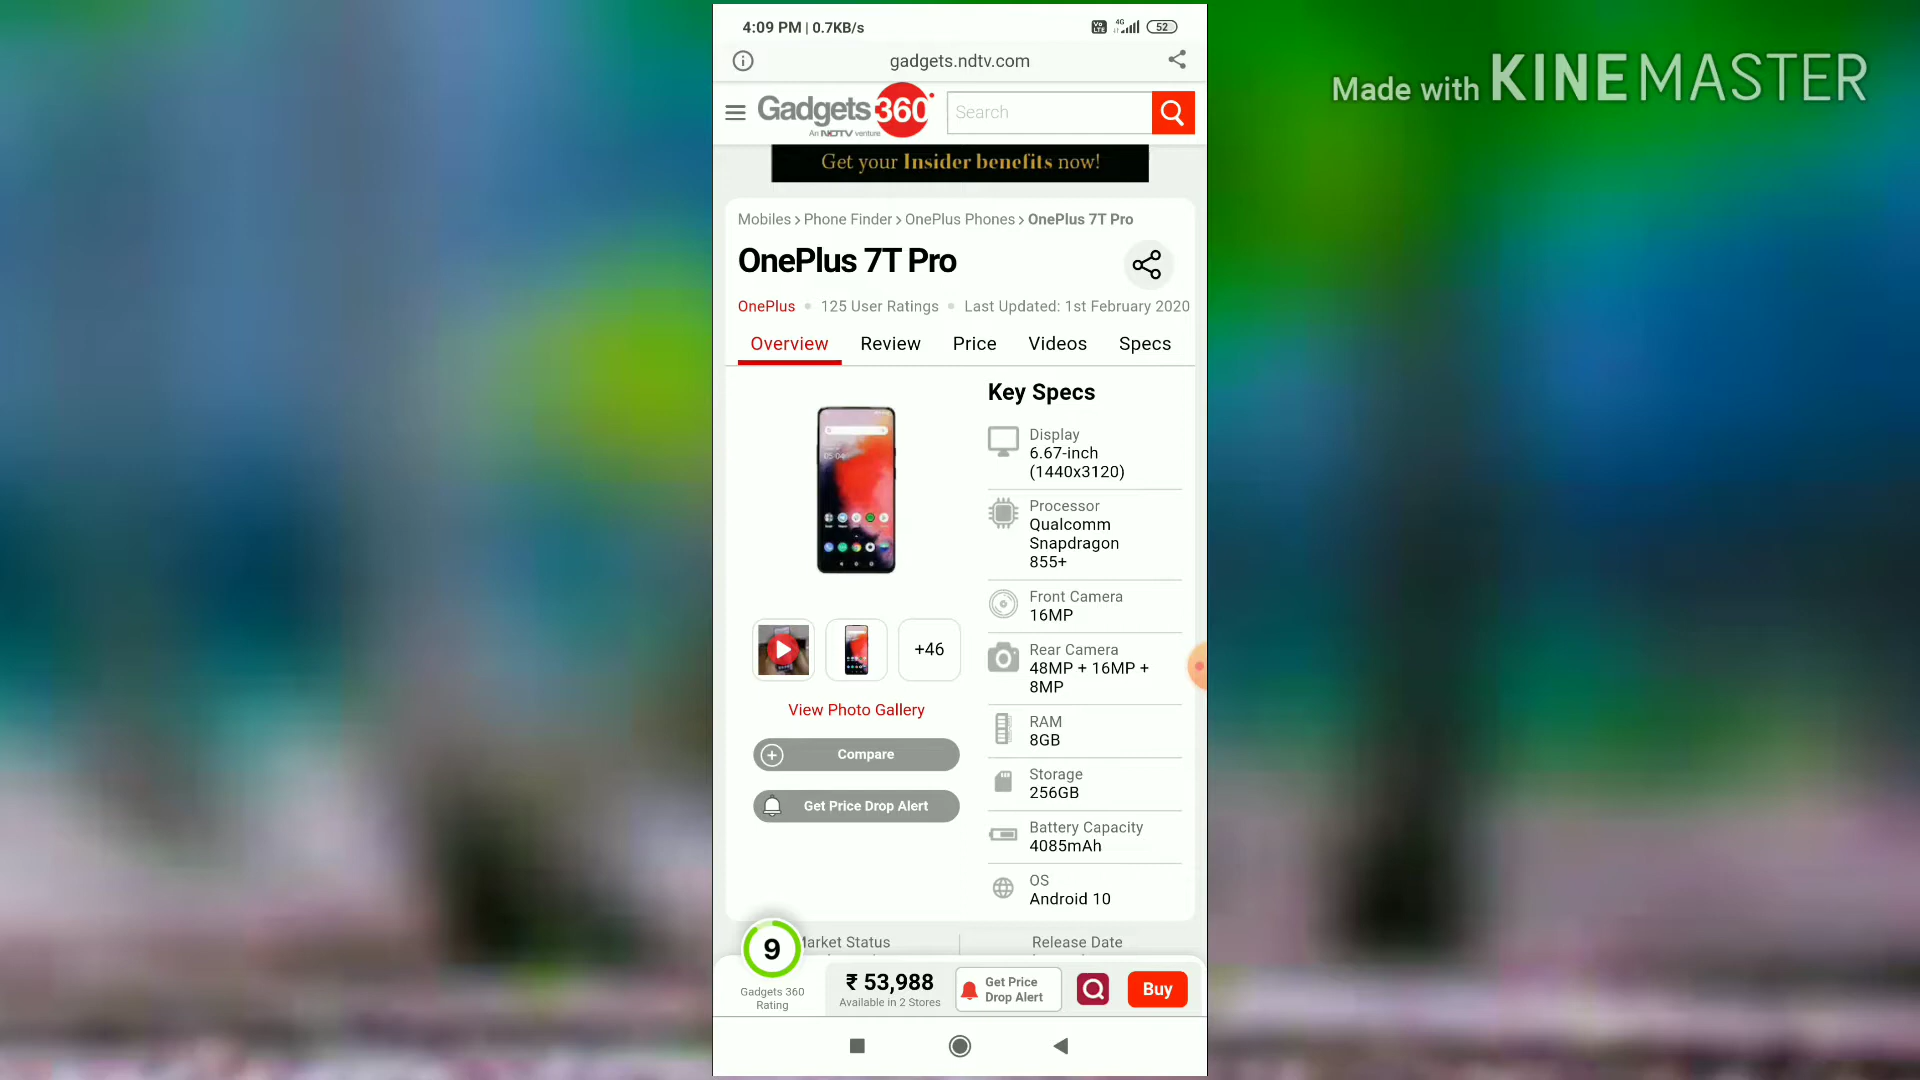 4:09 PM | 0.7KB/s
Vo LTE 4G 52
gadgets.ndtv.com
Made with KINEMASTER
Gadgets 360
An NDTV venture
Search
Get your Insider benefits now!
Mobiles > Phone Finder > OnePlus Phones > OnePlus 7T Pro
OnePlus 7T Pro
OnePlus • 125 User Ratings • Last Updated: 1st February 2020
Overview Review Price Videos Specs
Key Specs
Display
6.67-inch
(1440x3120)
Processor
Qualcomm
Snapdragon
855+
Front Camera
16MP
Rear Camera
48MP + 16MP +
8MP
RAM
8GB
Storage
256GB
Battery Capacity
4085mAh
OS
Android 10
+46
View Photo Gallery
Compare
Get Price Drop Alert
Market Status
Release Date
9
Gadgets 360
Rating
₹ 53,988
Available in 2 Stores
Get Price
Drop Alert
Buy